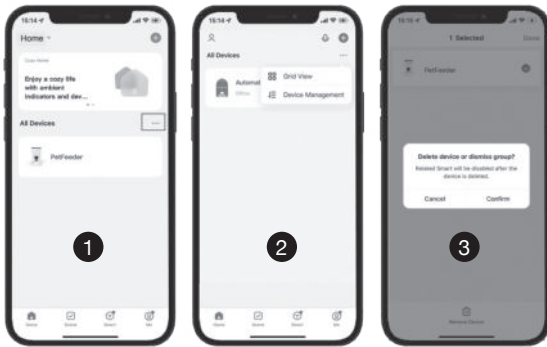 15:14
Home
Cozy Home
Enjoy a cozy life
with ambient
indicators and dev...
All Devices
...
PetFeeder
1
Home
Scene
Smart
Me
15:14
All Devices
...
Automat
Office
Grid View
Device Management
2
Home
Scene
Smart
Me
15:15
1 Selected
Done
PetFeeder
Delete device or dismiss group?
Related Smart will be disabled after the
device is deleted.
Cancel
Confirm
3
Remove Device